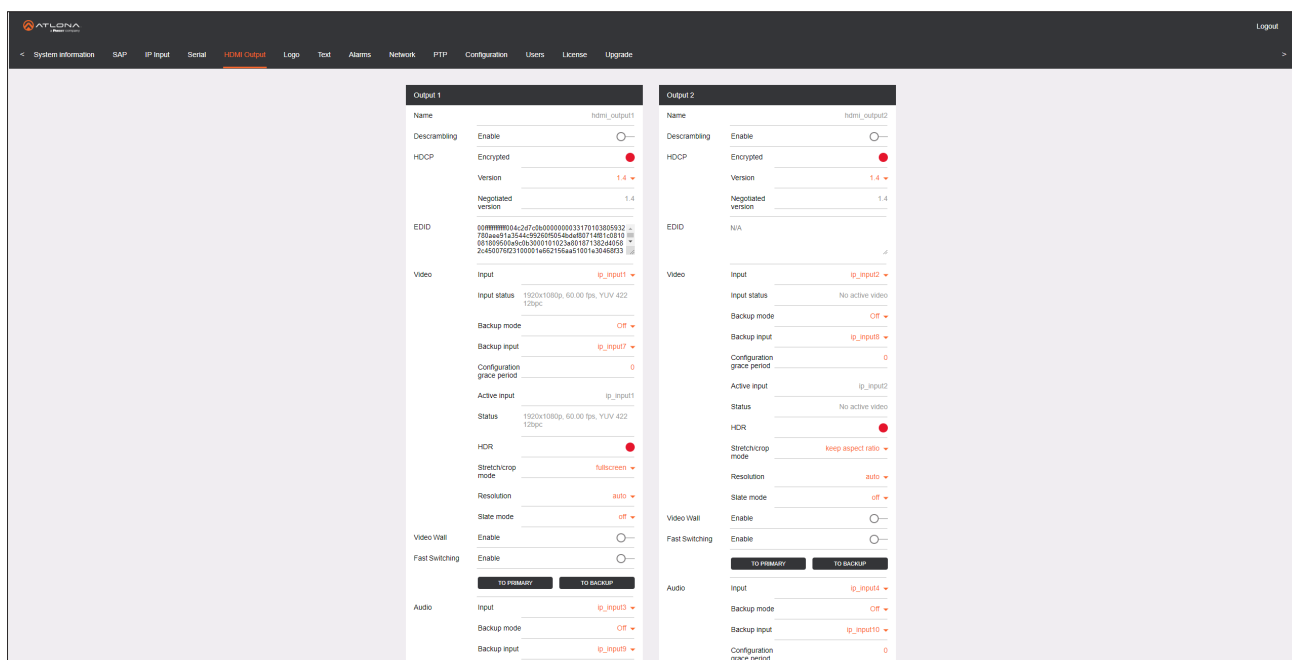 ATLONA
Logout
< System information SAP IP Input Serial HDMI Output Logo Text Alarms Network PTP Configuration Users License Upgrade >
Output 1
Name hdmi_output1
Descrambling Enable
HDCP Encrypted
Version 1.4
Negotiated
version
1.4
EDID
780aee91a3544c99260f5054bdef80714f81c0810
081809500a9c0b3000101023a801871382d4058
2c450076f23100001e662156aa51001e30468f33
Video Input ip_input1
Input status 1920x1080p, 60.00 fps, YUV 422
12bpc
Backup mode Off
Backup input ip_input7
Configuration
grace period
0
Active input ip_input1
Status 1920x1080p, 60.00 fps, YUV 422
12bpc
HDR
Stretch/crop
mode
fullscreen
Resolution auto
Slate mode off
Video Wall Enable
Fast Switching Enable
TO PRIMARY TO BACKUP
Audio Input ip_input3
Backup mode Off
Backup input ip_input9
Output 2
Name hdmi_output2
Descrambling Enable
HDCP Encrypted
Version 1.4
Negotiated
version
1.4
EDID N/A
Video Input ip_input2
Input status No active video
Backup mode Off
Backup input ip_input8
Configuration
grace period
0
Active input ip_input2
Status No active video
HDR
Stretch/crop
mode
keep aspect ratio
Resolution auto
Slate mode off
Video Wall Enable
Fast Switching Enable
TO PRIMARY TO BACKUP
Audio Input ip_input4
Backup mode Off
Backup input ip_input10
Configuration
grace period
0